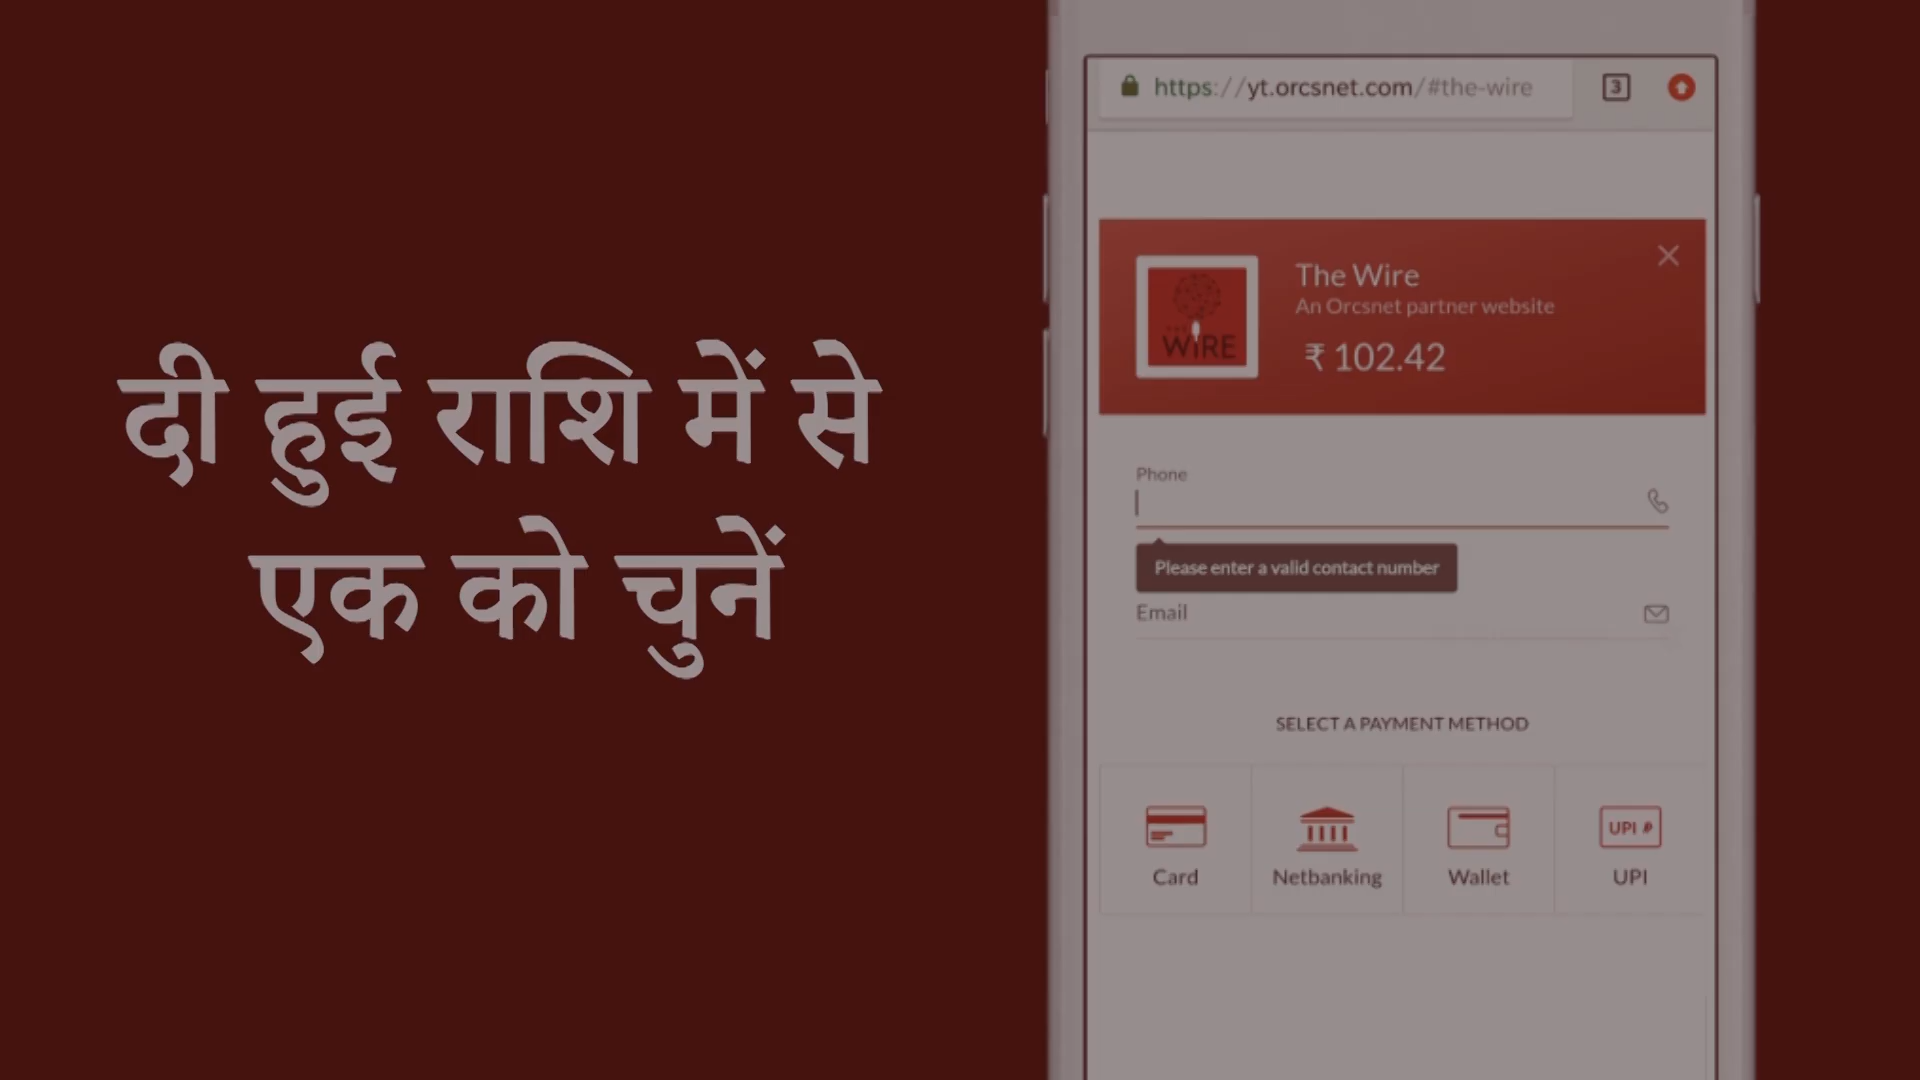 दी हुई राशि में से
एक को चुनें
https://yt.orcsnet.com/#the-wire
3
The Wire
An Orcsnet partner website
₹ 102.42
THE
WiRE
Phone
Please enter a valid contact number
Email
SELECT A PAYMENT METHOD
Card
Netbanking
Wallet
UPI
UPI